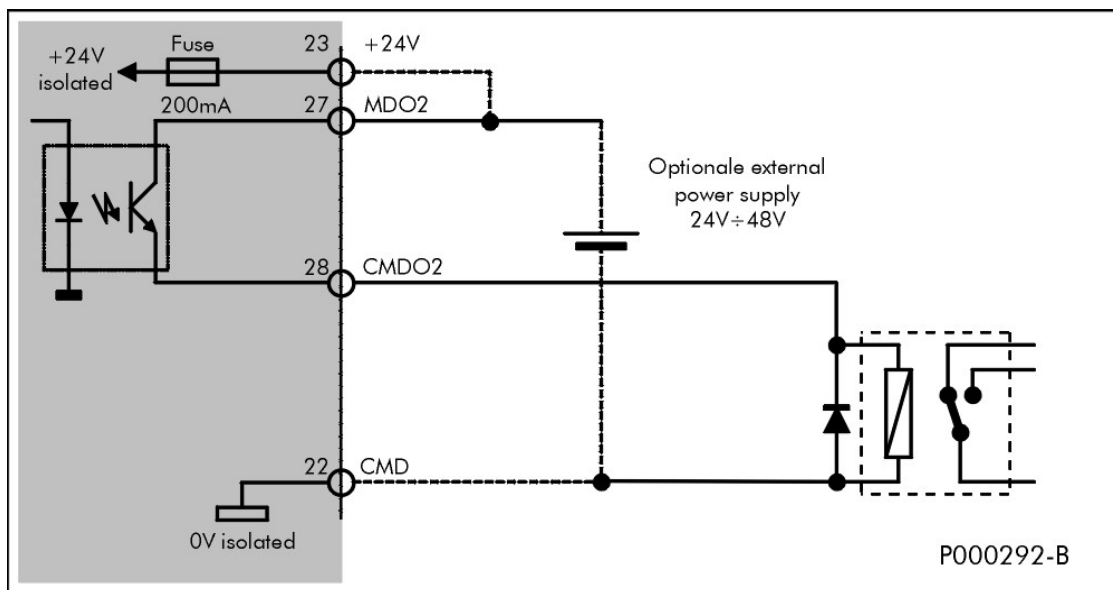 23
+24V
Fuse
+24V
isolated
200mA
27
MDO2
Optionale external
power supply
24V÷48V
28
CMDO2
22
CMD
0V isolated
P000292-B